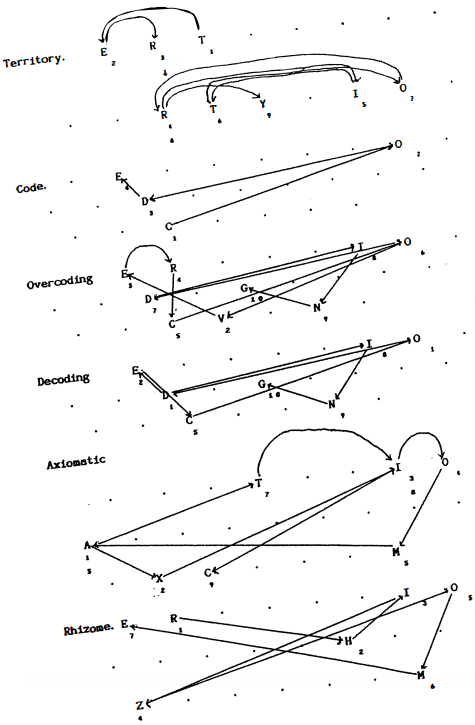 E 2 R 3 T 1
Territory.
R 4 8 T 6 Y 9 I 5 O 7
O 2
E 4
Code. D 3
C 1
I 8 O 6
E 3 R 4
Overcoding G 10
D 7
C 5 V 2 N 9
I 8 O 1
E 2
Decoding D 1 G 10
C 5 N 9
Axiomatic
T 7 I 3 8 O 4
A 1 5 M 5
X 2 C 9
Rhizome. E 7 R 1 I 3 O 5
H 2
M 6
Z 4